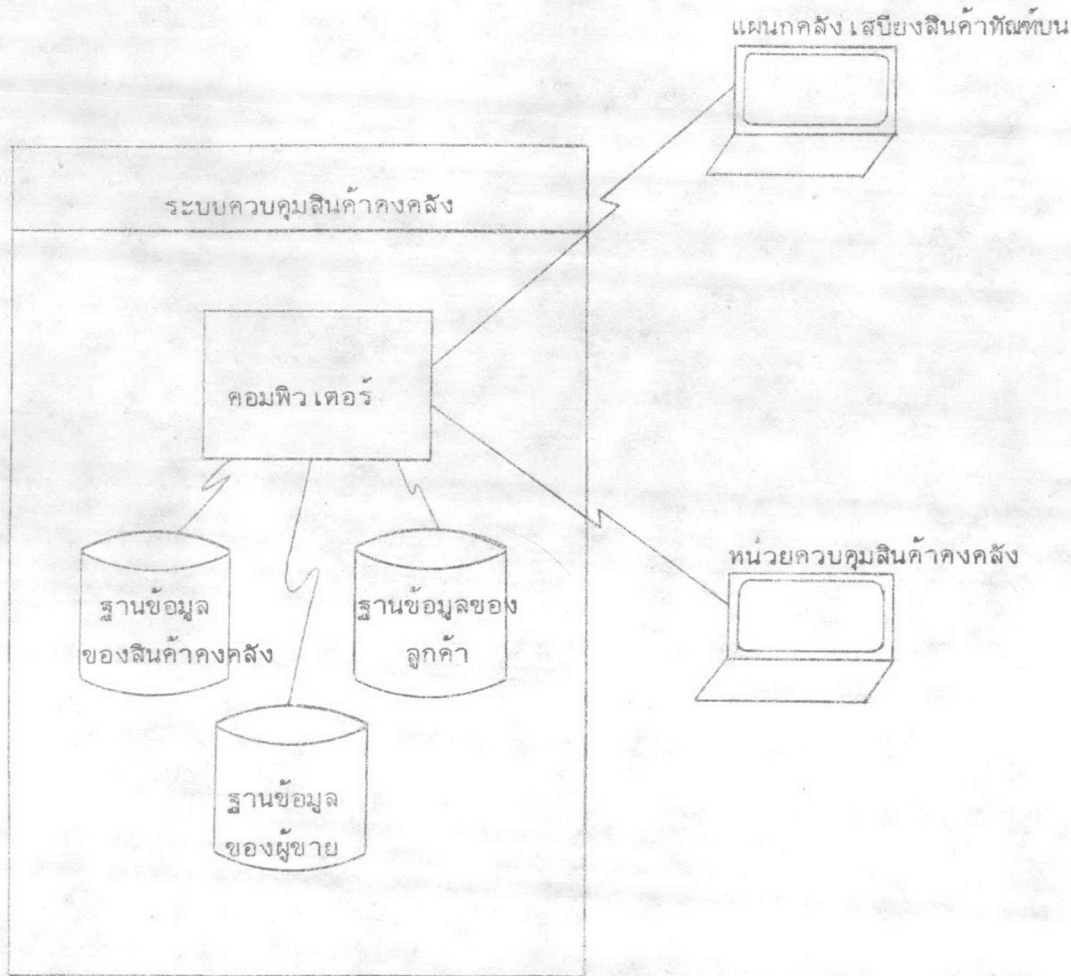 แผนกคลังเสบียงสินค้าทัณฑ์บน
ระบบควบคุมสินค้าคงคลัง
คอมพิวเตอร์
หน่วยควบคุมสินค้าคงคลัง
ฐานข้อมูล
ของสินค้าคงคลัง
ฐานข้อมูลของ
ลูกค้า
ฐานข้อมูล
ของผู้ขาย